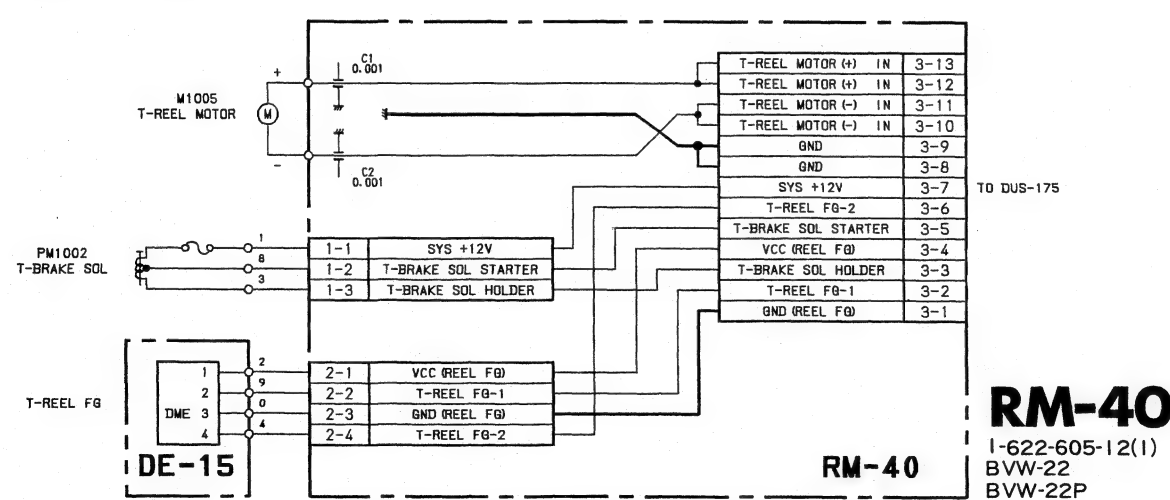 C1
0.001
+
M1005
T-REEL MOTOR
M
-
C2
0.001
T-REEL MOTOR (+) IN 3-13
T-REEL MOTOR (+) IN 3-12
T-REEL MOTOR (-) IN 3-11
T-REEL MOTOR (-) IN 3-10
GND 3-9
GND 3-8
SYS +12V 3-7
T-REEL FG-2 3-6
T-BRAKE SOL STARTER 3-5
VCC (REEL FG) 3-4
T-BRAKE SOL HOLDER 3-3
T-REEL FG-1 3-2
GND (REEL FG) 3-1
TO DUS-175
PM1002
T-BRAKE SOL
1 1-1 SYS +12V
8 1-2 T-BRAKE SOL STARTER
3 1-3 T-BRAKE SOL HOLDER
T-REEL FG
DME
1 2 2-1 VCC (REEL FG)
2 9 2-2 T-REEL FG-1
3 0 2-3 GND (REEL FG)
4 4 2-4 T-REEL FG-2
DE-15
RM-40
RM-40
1-622-605-12(1)
BVW-22
BVW-22P